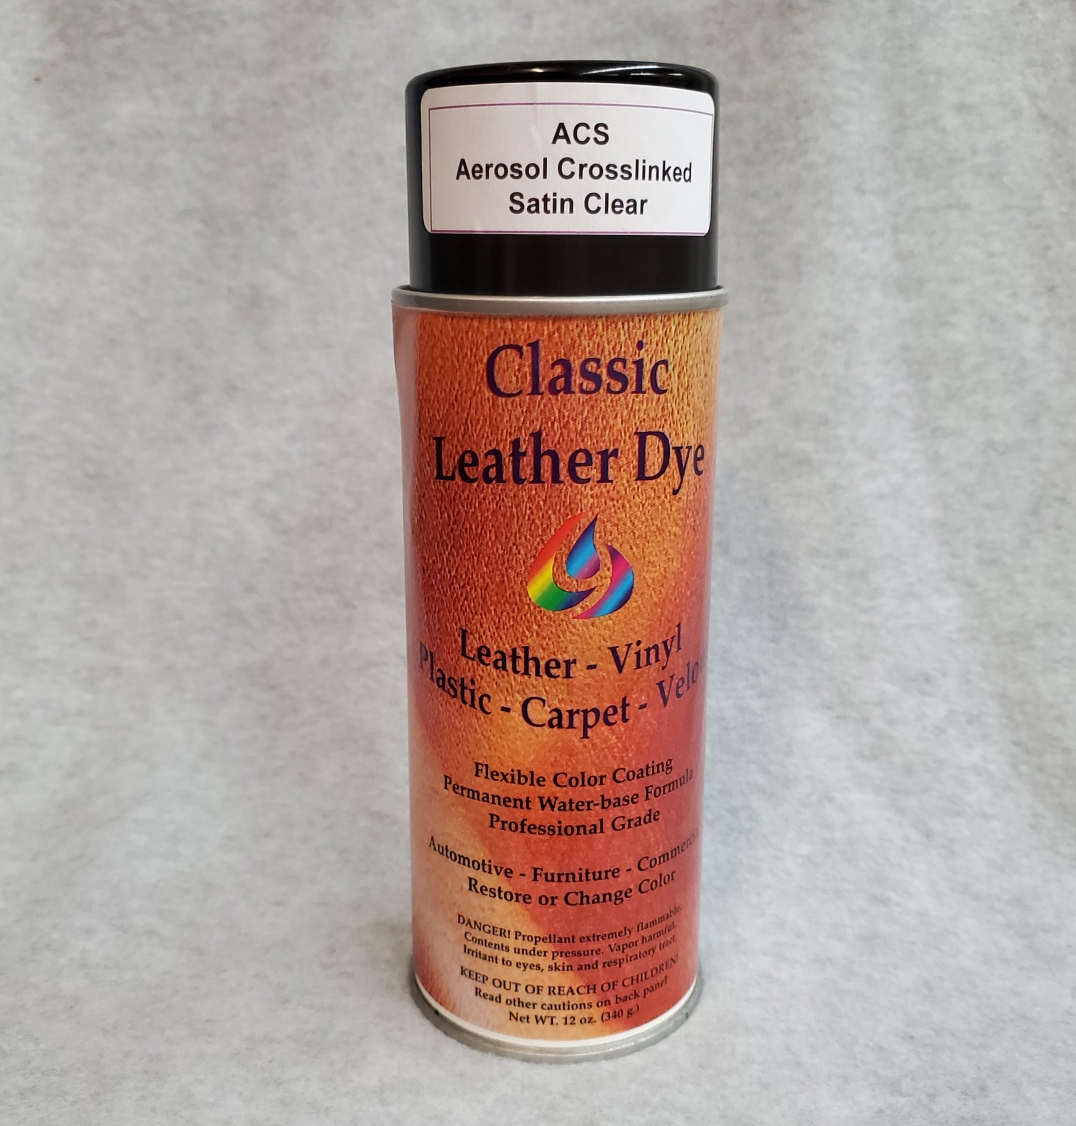 ACS
Aerosol Crosslinked
Satin Clear
Classic
Leather Dye
Leather - Vinyl
Plastic - Carpet -
Flexible Color Coating
Permanent Water-base Formula
Professional Grade
Automotive - Furniture -
Restore or Change Color
DANGER! Propellant extremely flammable.
Contents under pressure. Vapor harmful.
Irritant to eyes, skin and respiratory tract.
KEEP OUT OF REACH OF CHILDREN!
Read other cautions on back panel
Net WT. 12 oz. (340 g.)